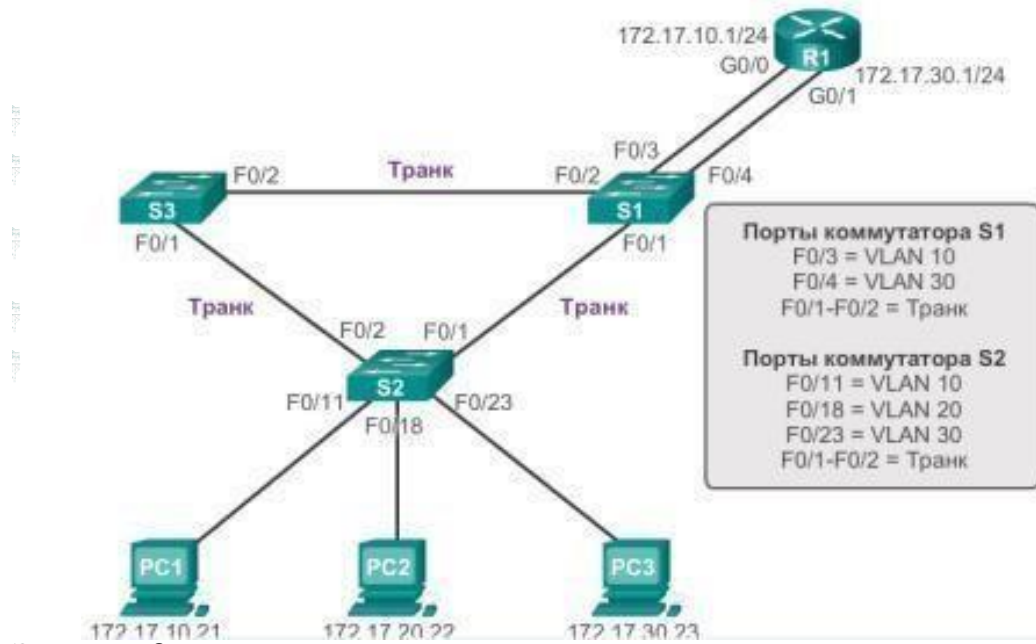 172.17.10.1/24
G0/0
R1
172.17.30.1/24
G0/1
F0/3
F0/2
Транк
F0/2
F0/4
S3
S1
F0/1
F0/1
Порты коммутатора S1
F0/3 = VLAN 10
F0/4 = VLAN 30
F0/1-F0/2 = Транк
Транк
Транк
F0/2
F0/1
S2
Порты коммутатора S2
F0/11 = VLAN 10
F0/18 = VLAN 20
F0/23 = VLAN 30
F0/1-F0/2 = Транк
F0/11
F0/18
F0/23
PC1
PC2
PC3
172.17.10.21
172.17.20.22
172.17.30.23